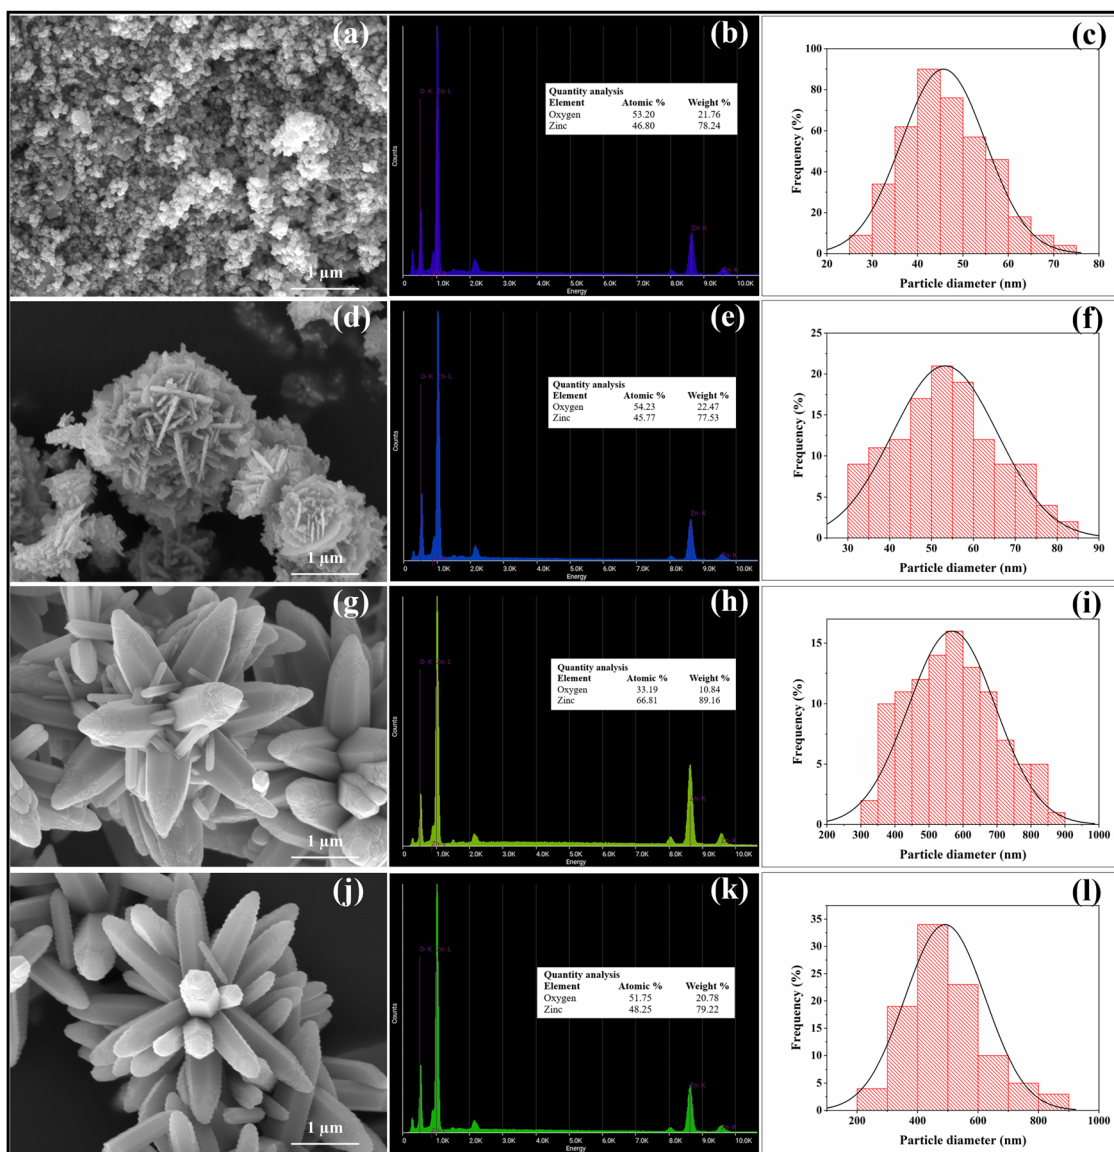 (a)
1 µm
(b)
O- K Zn- L
Quantity analysis
Element Atomic % Weight %
Oxygen 53.20 21.76
Zinc 46.80 78.24
Zn- K
Zn- K
Counts
0 1.0K 2.0K 3.0K 4.0K 5.0K 6.0K 7.0K 8.0K 9.0K 10.0K
Energy
(c)
Frequency (%)
100
80
60
40
20
0
20 30 40 50 60 70 80
Particle diameter (nm)
(d)
1 µm
(e)
O- K Zn- L
Quantity analysis
Element Atomic % Weight %
Oxygen 54.23 22.47
Zinc 45.77 77.53
Zn- K
Zn- K
Counts
0 1.0K 2.0K 3.0K 4.0K 5.0K 6.0K 7.0K 8.0K 9.0K 10.0K
Energy
(f)
Frequency (%)
25
20
15
10
5
0
30 40 50 60 70 80 90
Particle diameter (nm)
(g)
1 µm
(h)
O- K Zn- L
Quantity analysis
Element Atomic % Weight %
Oxygen 33.19 10.84
Zinc 66.81 89.16
Zn- K
Zn- K
Counts
0 1.0K 2.0K 3.0K 4.0K 5.0K 6.0K 7.0K 8.0K 9.0K 10.0K
Energy
(i)
Frequency (%)
15
10
5
0
200 300 400 500 600 700 800 900 1000
Particle diameter (nm)
(j)
1 µm
(k)
O- K Zn- L
Quantity analysis
Element Atomic % Weight %
Oxygen 51.75 20.78
Zinc 48.25 79.22
Zn- K
Zn- K
Counts
0 1.0K 2.0K 3.0K 4.0K 5.0K 6.0K 7.0K 8.0K 9.0K 10.0K
Energy
(l)
Frequency (%)
35
30
25
20
15
10
5
0
200 400 600 800 1000
Particle diameter (nm)